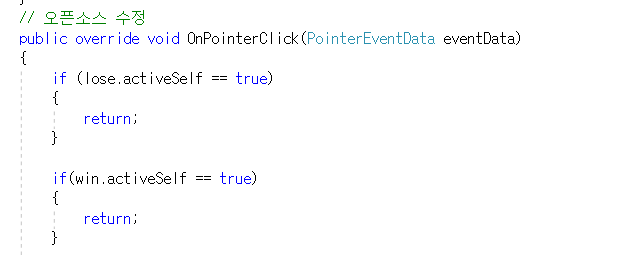 }
// 오픈소스 수정
public override void OnPointerClick(PointerEventData eventData)
{
    if (lose.activeSelf == true)
    {
        return;
    }

    if(win.activeSelf == true)
    {
        return;
    }